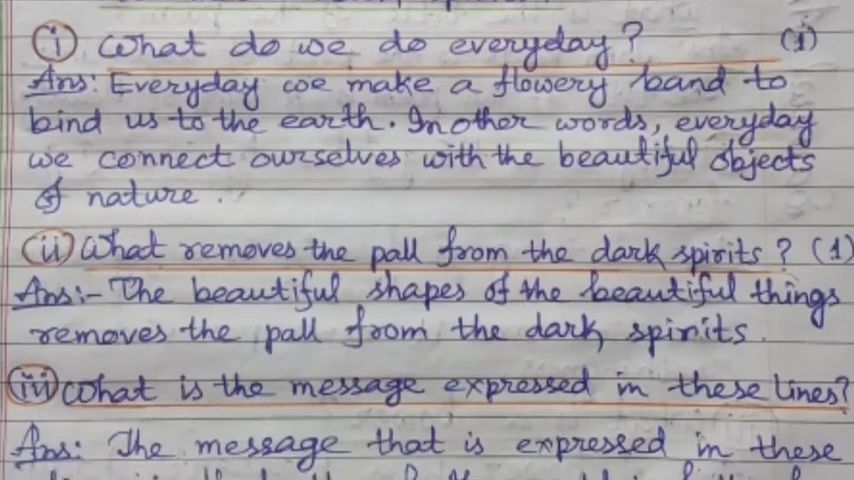 (i) What do we do everyday? (1)
Ans: Everyday we make a flowery band to
bind us to the earth. In other words, everyday
we connect ourselves with the beautiful objects
of nature.
(ii) What removes the pall from the dark spirits? (1)
Ans:- The beautiful shapes of the beautiful things
removes the pall from the dark spirits.
(iii) What is the message expressed in these lines?
Ans: The message that is expressed in these